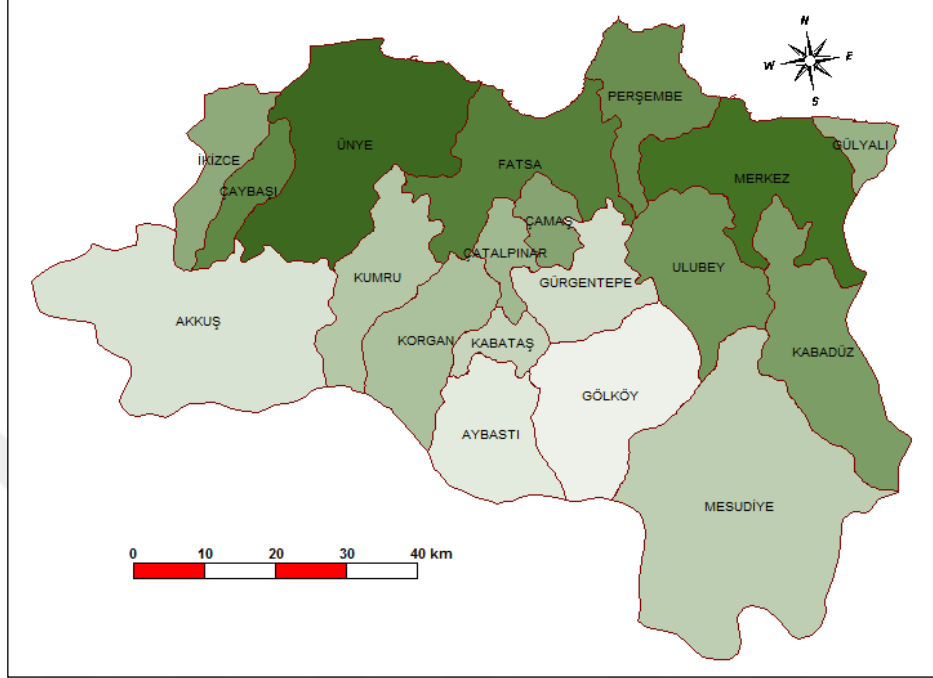 N
W E
S
PERŞEMBE
ÜNYE
GÜLYALI
İKİZCE
FATSA
MERKEZ
ÇAYBAŞI
ÇAMAŞ
ÇATALPINAR
ULUBEY
KUMRU
GÜRGENTEPE
AKKUŞ
KORGAN
KABATAŞ
KABADÜZ
GÖLKÖY
AYBASTI
MESUDİYE
0 10 20 30 40 km